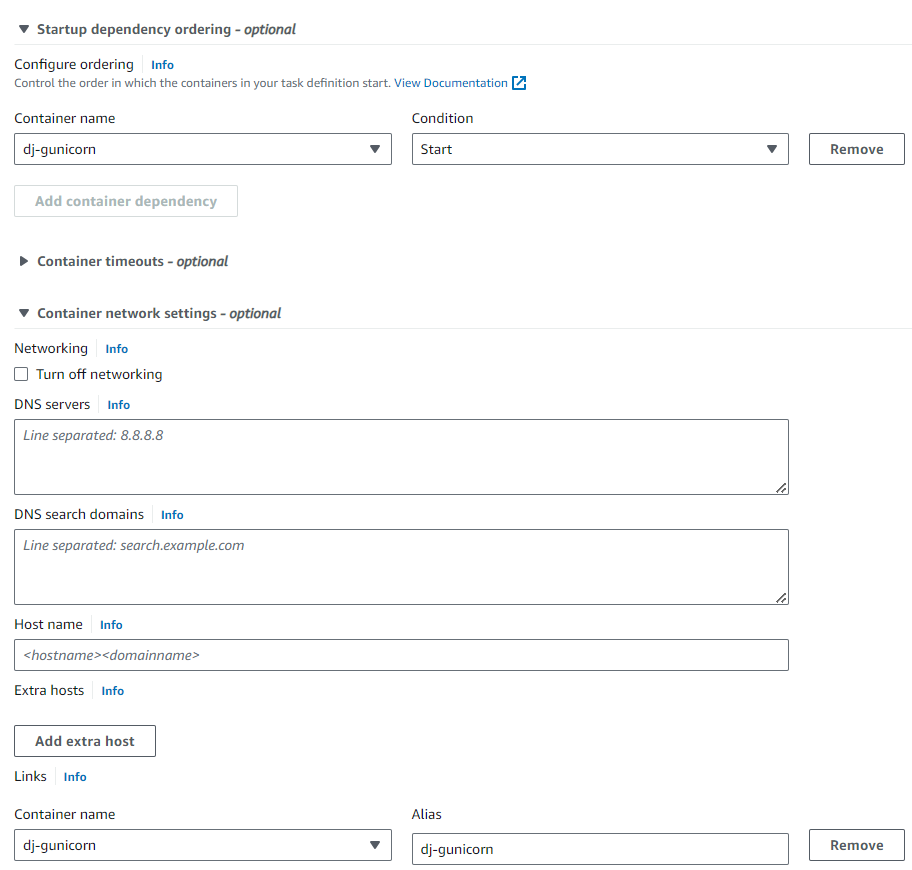 Startup dependency ordering - optional
Configure ordering Info
Control the order in which the containers in your task definition start. View Documentation
Container name Condition
dj-gunicorn Start Remove
Add container dependency
Container timeouts - optional
Container network settings - optional
Networking Info
Turn off networking
DNS servers Info
Line separated: 8.8.8.8
DNS search domains Info
Line separated: search.example.com
Host name Info
<hostname><domainname>
Extra hosts Info
Add extra host
Links Info
Container name Alias
dj-gunicorn dj-gunicorn Remove